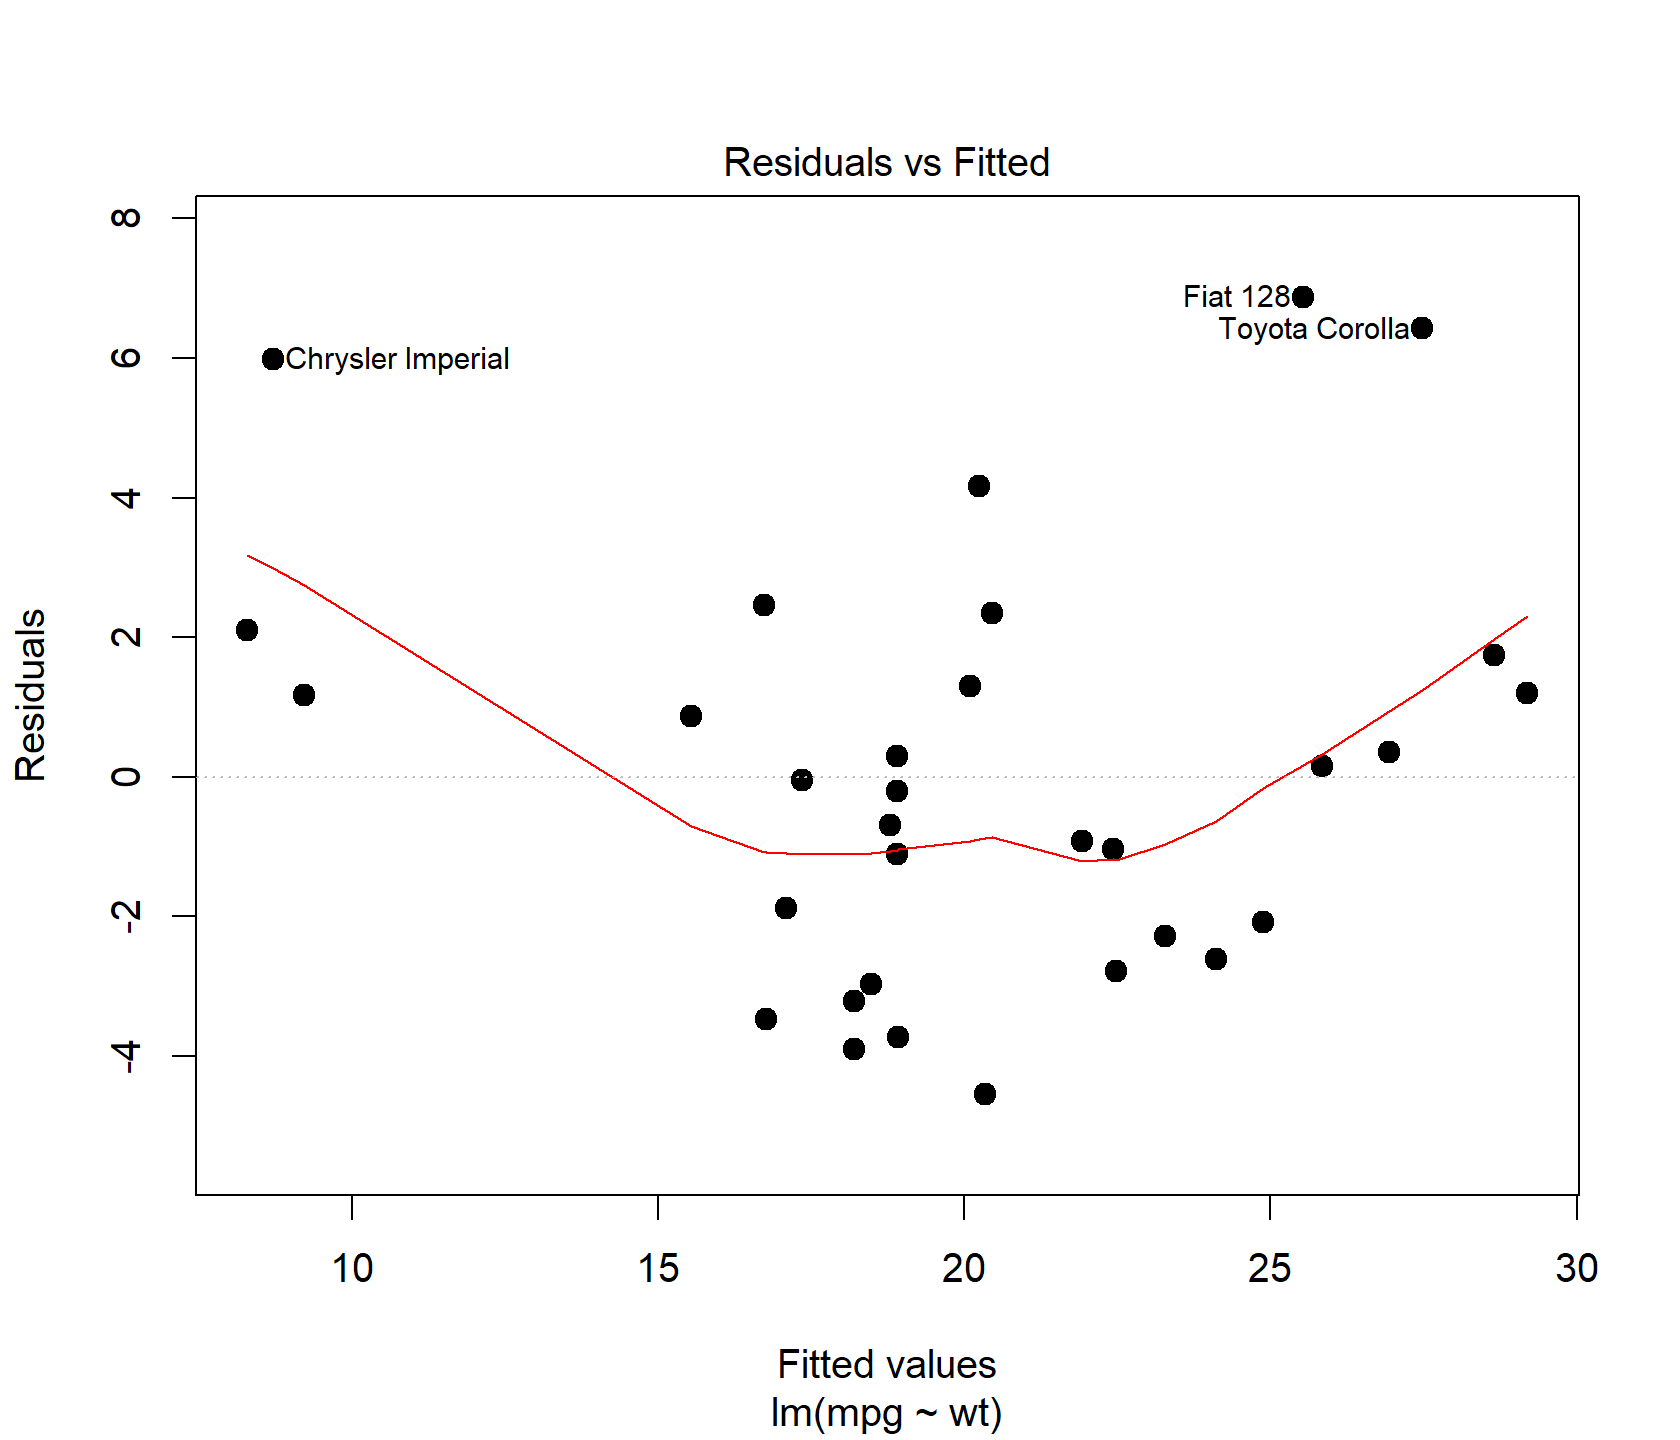 Residuals vs Fitted
8
6
4
2
0
-2
-4
Residuals
Fiat 128
Toyota Corolla
Chrysler Imperial
10 15 20 25 30
Fitted values
lm(mpg ~ wt)